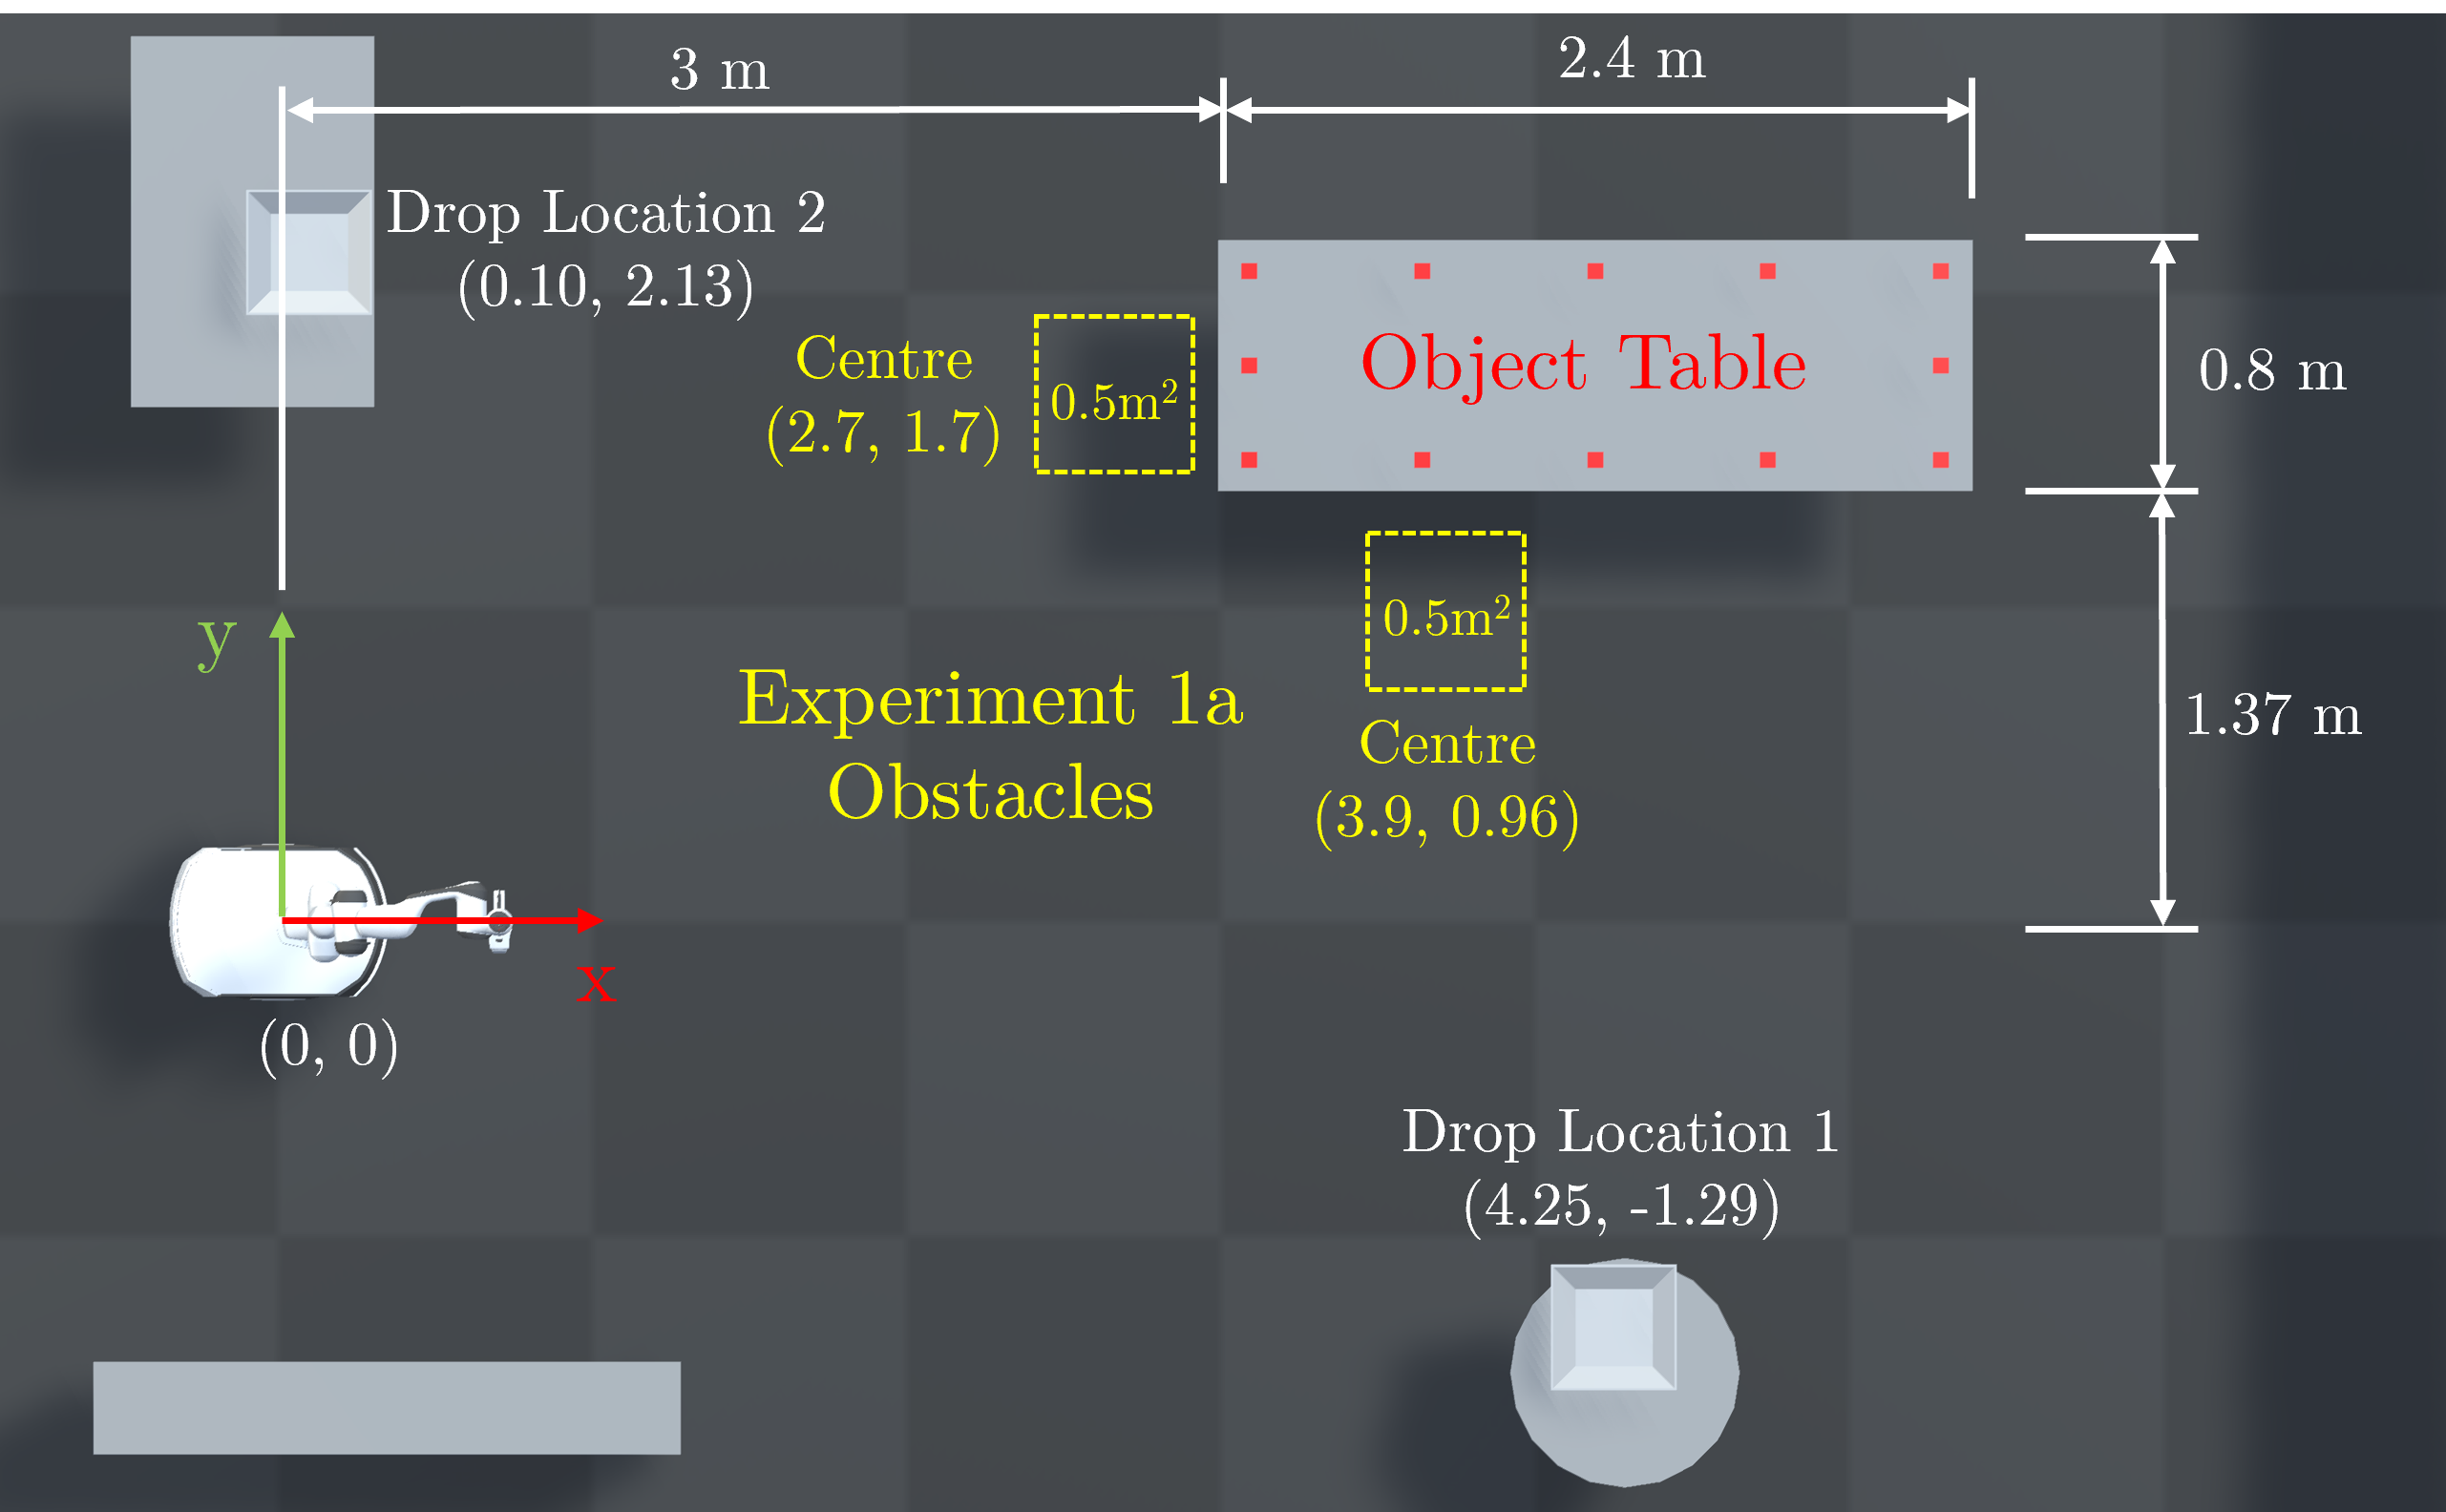 3 m
2.4 m
Drop Location 2
(0.10, 2.13)
Centre
(2.7, 1.7)
0.5m²
Object Table
0.8 m
0.5m²
y
Experiment 1a
Obstacles
Centre
(3.9, 0.96)
1.37 m
x
(0, 0)
Drop Location 1
(4.25, -1.29)